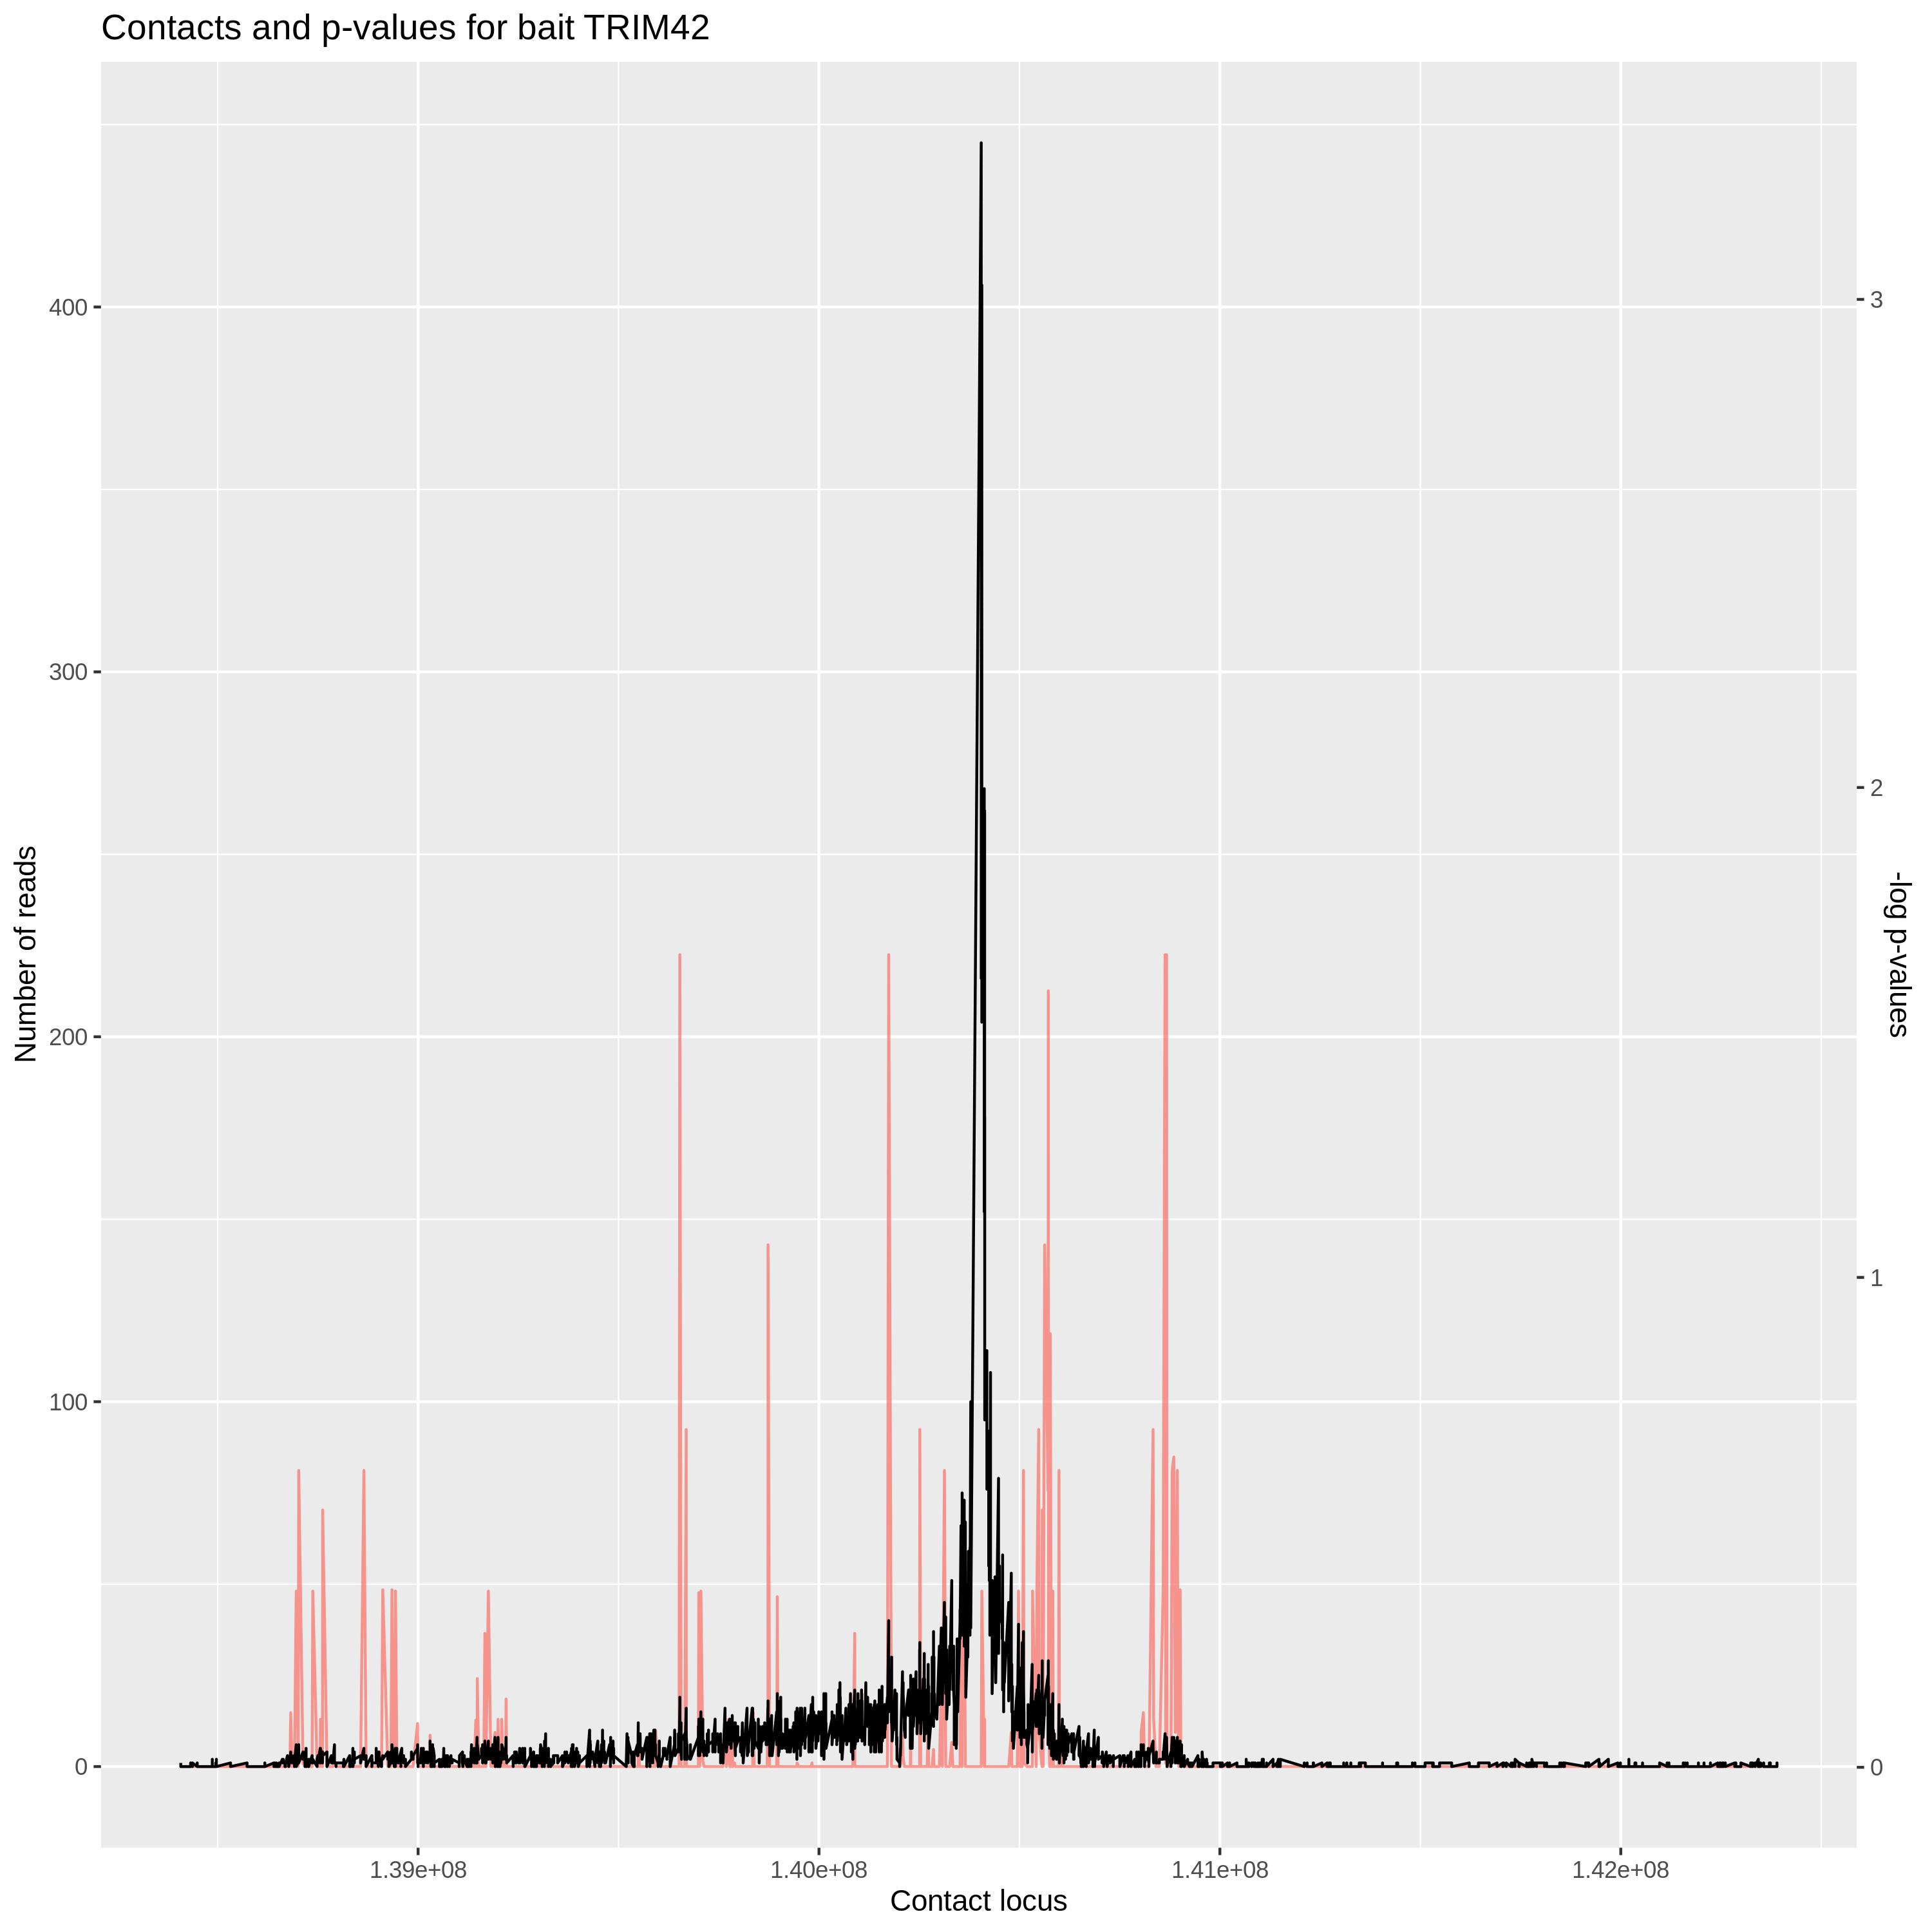 Contacts and p-values for bait TRIM42
Number of reads
400
300
200
100
0
3
2
1
0
-log p-values
1.39e+08
1.40e+08
1.41e+08
1.42e+08
Contact locus